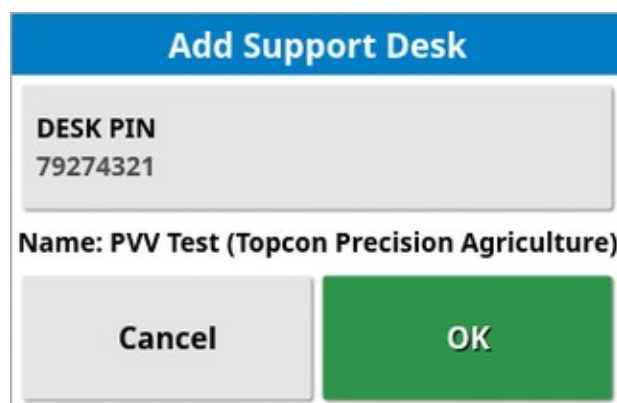 Add Support Desk
DESK PIN
79274321
Name: PVV Test (Topcon Precision Agriculture)
Cancel
OK